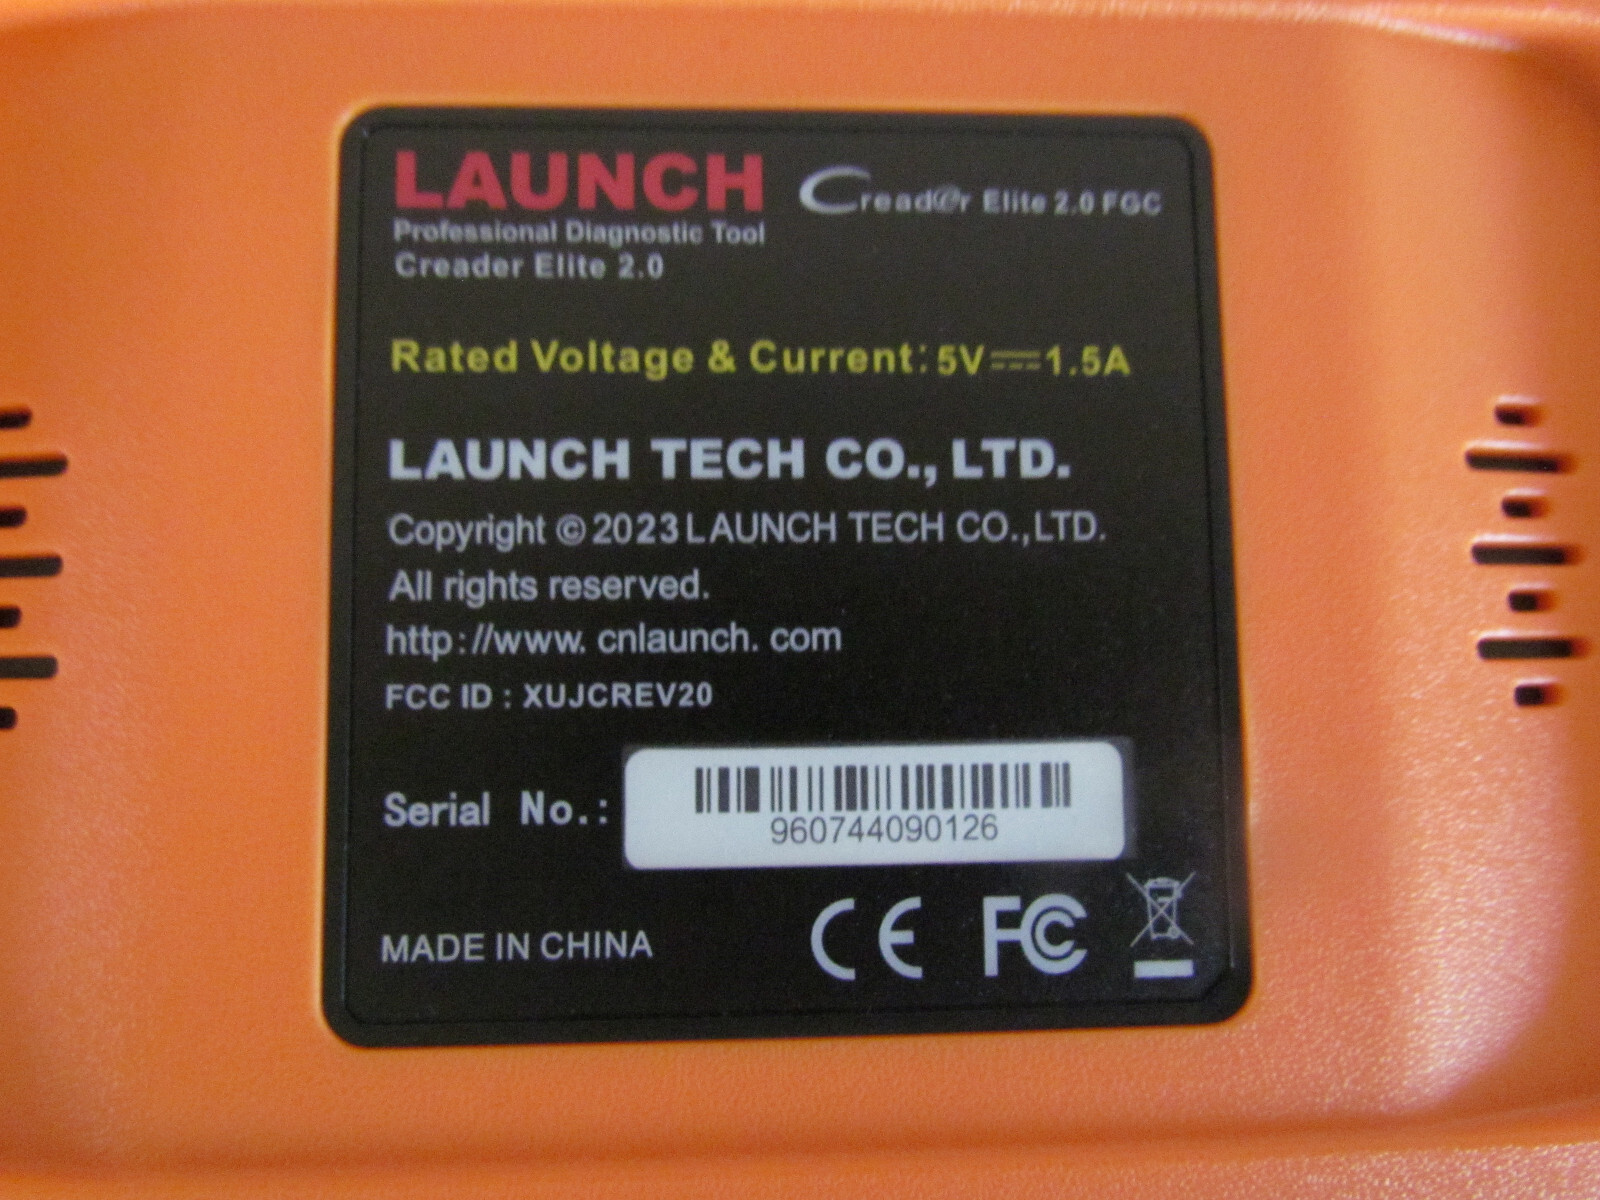 LAUNCH Creader Elite 2.0 FGC
Professional Diagnostic Tool
Creader Elite 2.0
Rated Voltage & Current: 5V⎓1.5A
LAUNCH TECH CO., LTD.
Copyright © 2023 LAUNCH TECH CO.,LTD.
All rights reserved.
http://www. cnlaunch. com
FCC ID : XUJCREV20
Serial No.: 960744090126
MADE IN CHINA CE FC